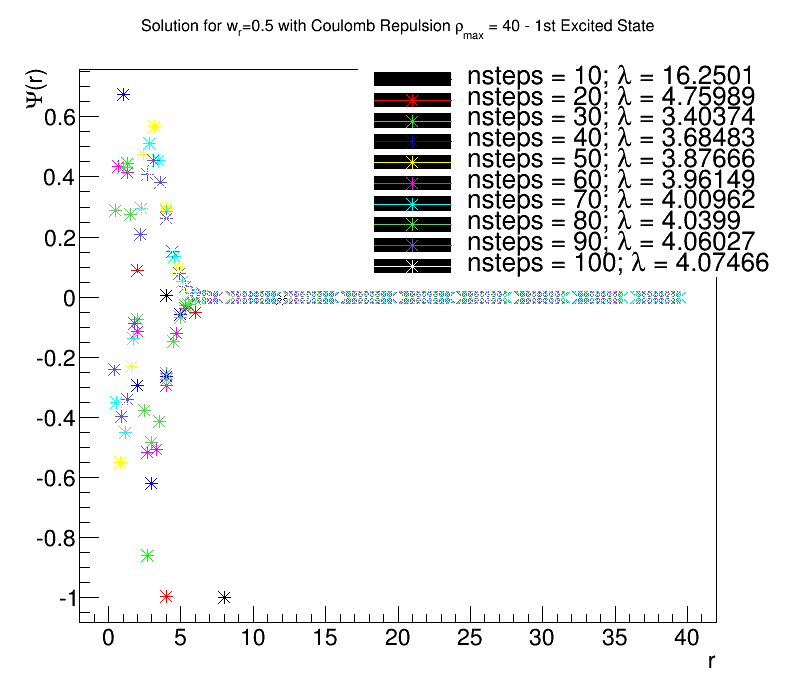 Solution for wr=0.5 with Coulomb Repulsion ρmax = 40 - 1st Excited State
Ψ(r)
nsteps = 10; λ = 16.2501
nsteps = 20; λ = 4.75989
nsteps = 30; λ = 3.40374
nsteps = 40; λ = 3.68483
nsteps = 50; λ = 3.87666
nsteps = 60; λ = 3.96149
nsteps = 70; λ = 4.00962
nsteps = 80; λ = 4.0399
nsteps = 90; λ = 4.06027
nsteps = 100; λ = 4.07466
0.6
0.4
0.2
0
-0.2
-0.4
-0.6
-0.8
-1
0 5 10 15 20 25 30 35 40
r